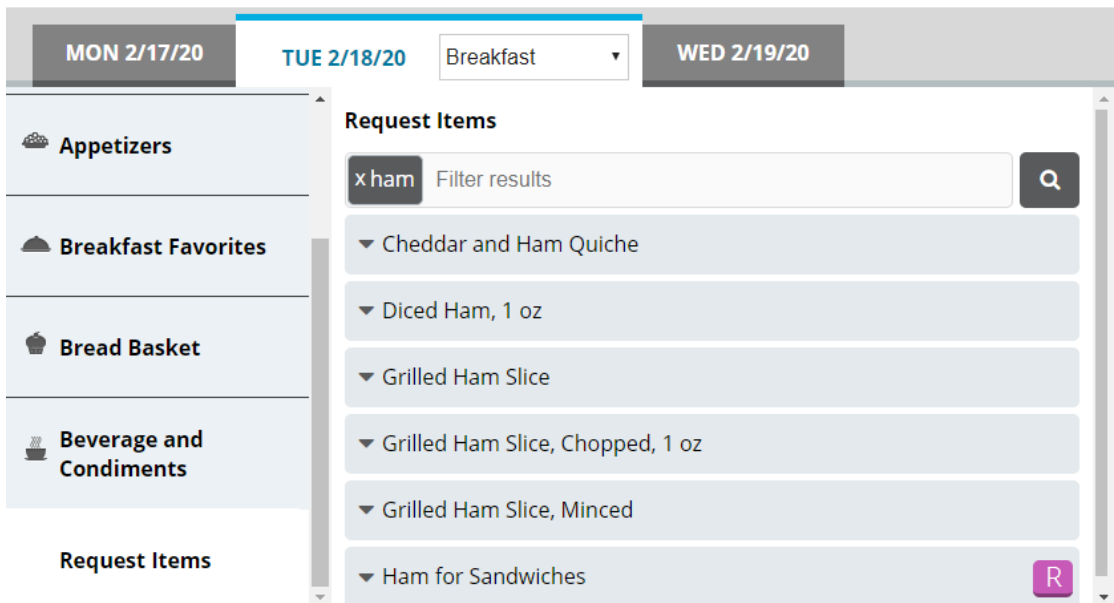 MON 2/17/20
TUE 2/18/20
Breakfast
WED 2/19/20
Appetizers
Breakfast Favorites
Bread Basket
Beverage and
Condiments
Request Items
Request Items
x ham
Filter results
Cheddar and Ham Quiche
Diced Ham, 1 oz
Grilled Ham Slice
Grilled Ham Slice, Chopped, 1 oz
Grilled Ham Slice, Minced
Ham for Sandwiches
R